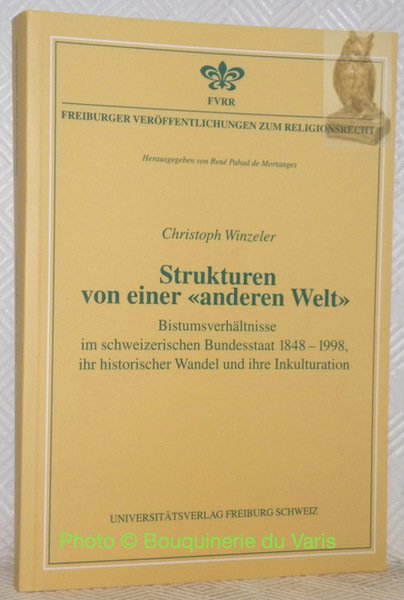 FVRR
FREIBURGER VERÖFFENTLICHUNGEN ZUM RELIGIONSRECHT
Herausgegeben von René Pahud de Mortanges
Christoph Winzeler
Strukturen
von einer «anderen Welt»
Bistumsverhältnisse
im schweizerischen Bundesstaat 1848 – 1998,
ihr historischer Wandel und ihre Inkulturation
UNIVERSITÄTSVERLAG FREIBURG SCHWEIZ
Photo © Bouquinerie du Varis